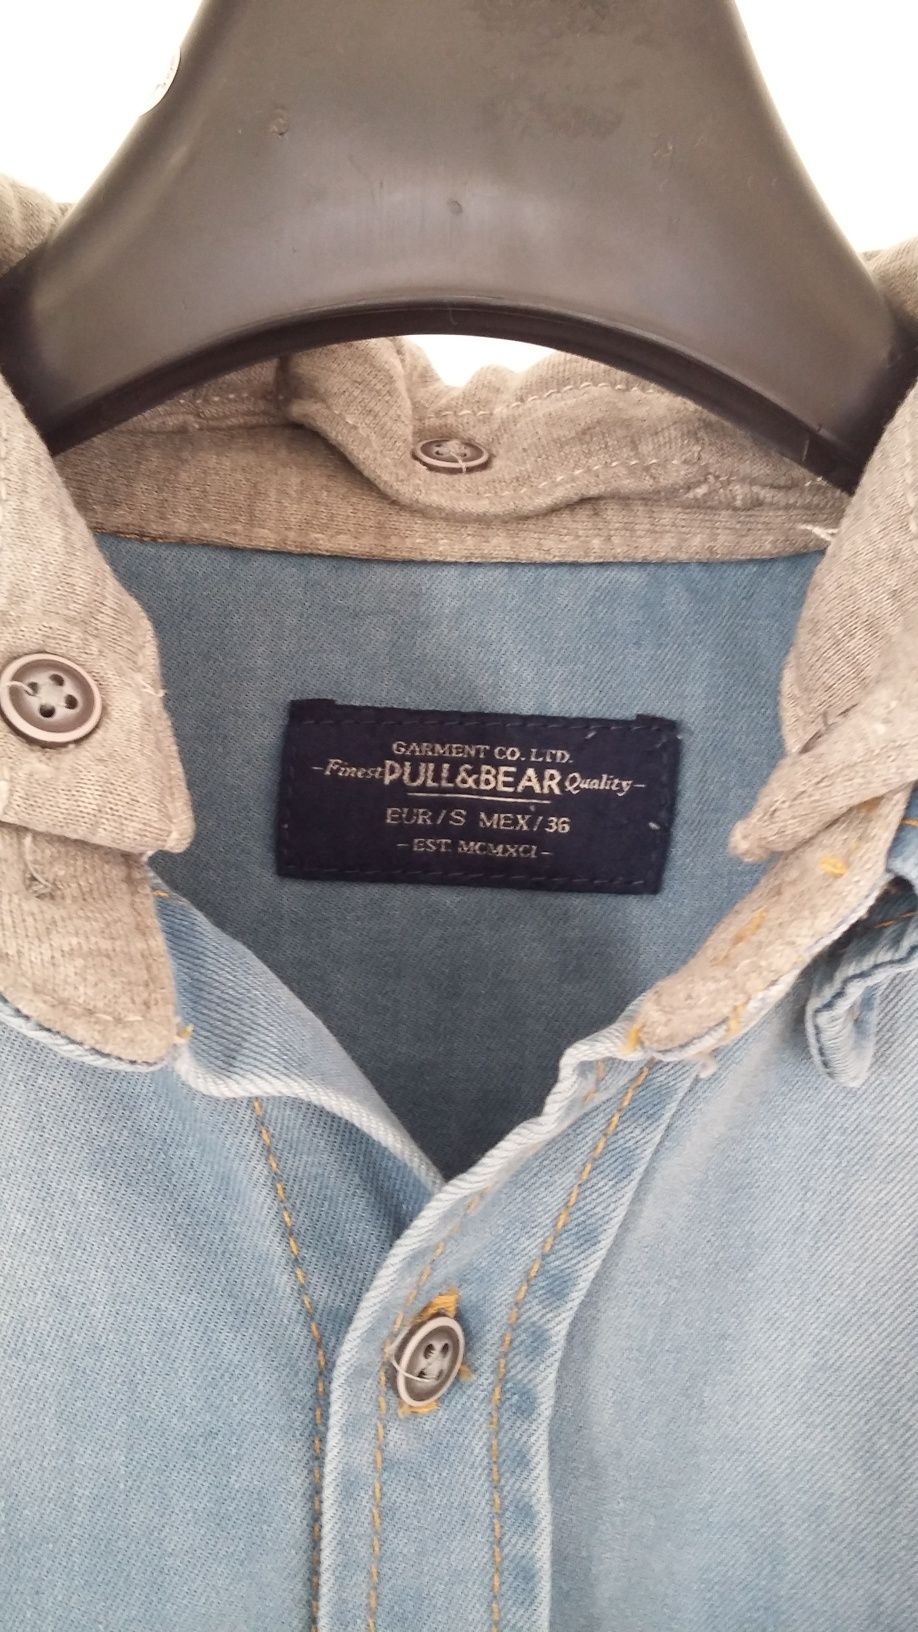 GARMENT CO. LTD.
-Finest PULL&BEAR Quality-
EUR/S MEX/36
-EST. MCMXCI-